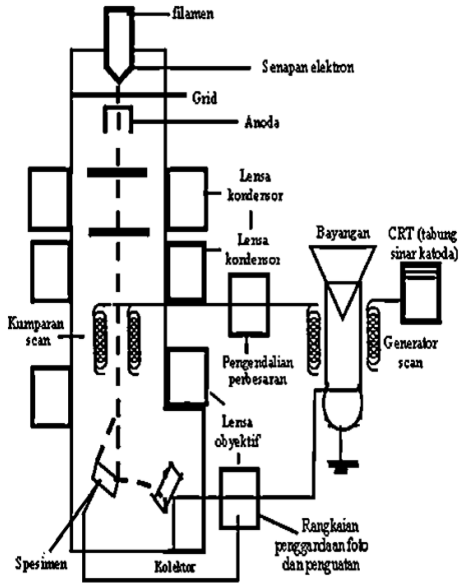 filamen
Senapan elektron
Grid
Anoda
Lensa
kondensor
Lensa
kondensor
Bayangan
CRT (tabung
sinar katoda)
Kumparan
scan
Pengendalian
perbesaran
Generator
scan
Lensa
obyektif
Spesimen
Kolektor
Rangkaian
penggandaan foto
dan penguatan